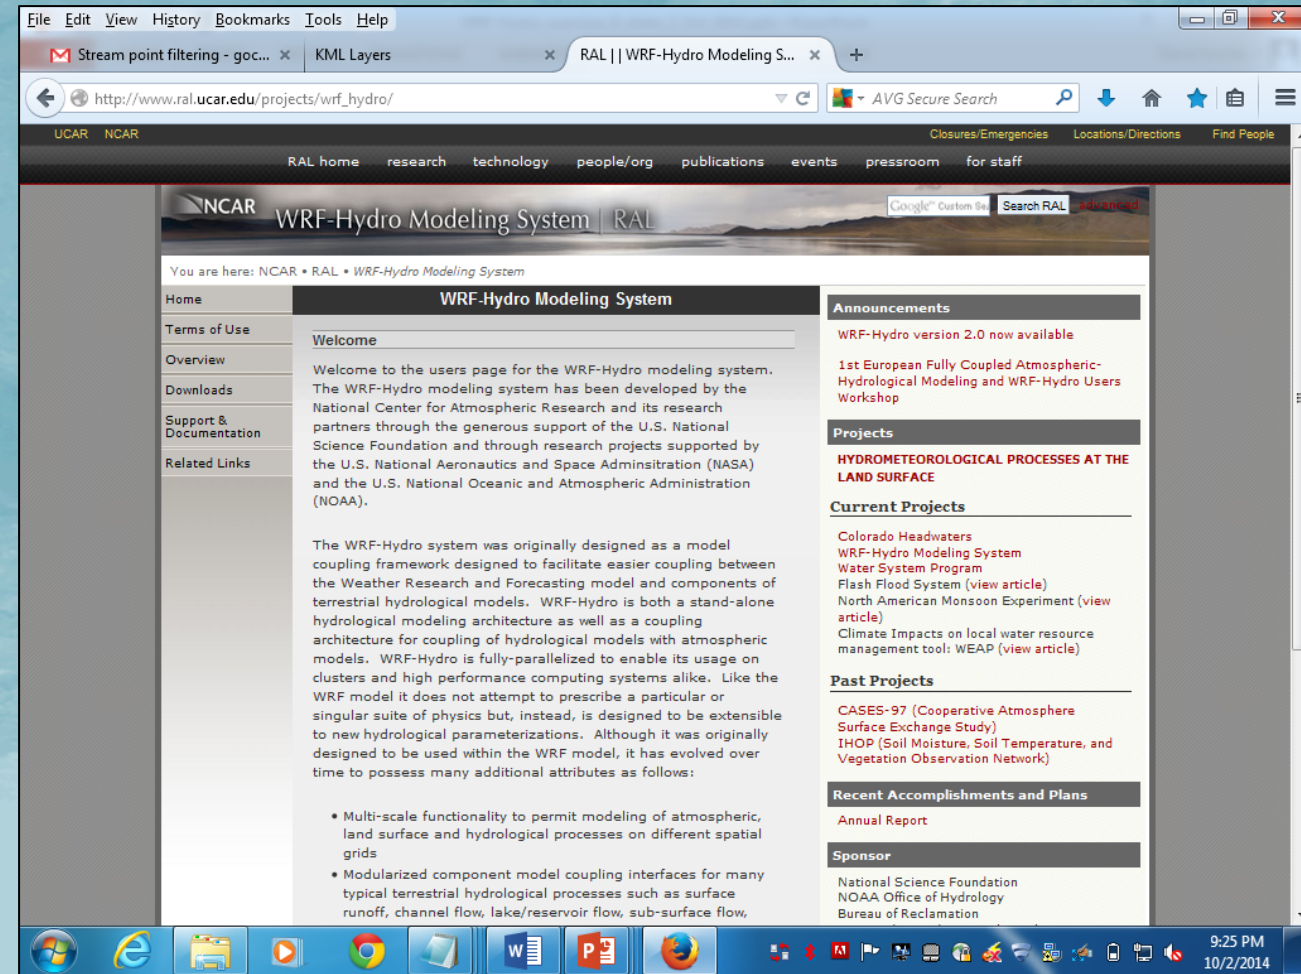 File Edit View History Bookmarks Tools Help
Stream point filtering - goc... × KML Layers × RAL || WRF-Hydro Modeling S... × +
http://www.ral.ucar.edu/projects/wrf_hydro/ AVG Secure Search
UCAR NCAR Closures/Emergencies Locations/Directions Find People
RAL home research technology people/org publications events pressroom for staff
NCAR WRF-Hydro Modeling System | RAL Google™ Custom Search RAL advanced
You are here: NCAR • RAL • WRF-Hydro Modeling System
Home
Terms of Use
Overview
Downloads
Support &
Documentation
Related Links
WRF-Hydro Modeling System
Welcome
Welcome to the users page for the WRF-Hydro modeling system.
The WRF-Hydro modeling system has been developed by the
National Center for Atmospheric Research and its research
partners through the generous support of the U.S. National
Science Foundation and through research projects supported by
the U.S. National Aeronautics and Space Adminsitration (NASA)
and the U.S. National Oceanic and Atmospheric Administration
(NOAA).
The WRF-Hydro system was originally designed as a model
coupling framework designed to facilitate easier coupling between
the Weather Research and Forecasting model and components of
terrestrial hydrological models. WRF-Hydro is both a stand-alone
hydrological modeling architecture as well as a coupling
architecture for coupling of hydrological models with atmospheric
models. WRF-Hydro is fully-parallelized to enable its usage on
clusters and high performance computing systems alike. Like the
WRF model it does not attempt to prescribe a particular or
singular suite of physics but, instead, is designed to be extensible
to new hydrological parameterizations. Although it was originally
designed to be used within the WRF model, it has evolved over
time to possess many additional attributes as follows:
• Multi-scale functionality to permit modeling of atmospheric,
land surface and hydrological processes on different spatial
grids
• Modularized component model coupling interfaces for many
typical terrestrial hydrological processes such as surface
runoff, channel flow, lake/reservoir flow, sub-surface flow,
Announcements
WRF-Hydro version 2.0 now available
1st European Fully Coupled Atmospheric-
Hydrological Modeling and WRF-Hydro Users
Workshop
Projects
HYDROMETEOROLOGICAL PROCESSES AT THE
LAND SURFACE
Current Projects
Colorado Headwaters
WRF-Hydro Modeling System
Water System Program
Flash Flood System (view article)
North American Monsoon Experiment (view
article)
Climate Impacts on local water resource
management tool: WEAP (view article)
Past Projects
CASES-97 (Cooperative Atmosphere
Surface Exchange Study)
IHOP (Soil Moisture, Soil Temperature, and
Vegetation Observation Network)
Recent Accomplishments and Plans
Annual Report
Sponsor
National Science Foundation
NOAA Office of Hydrology
Bureau of Reclamation
9:25 PM
10/2/2014